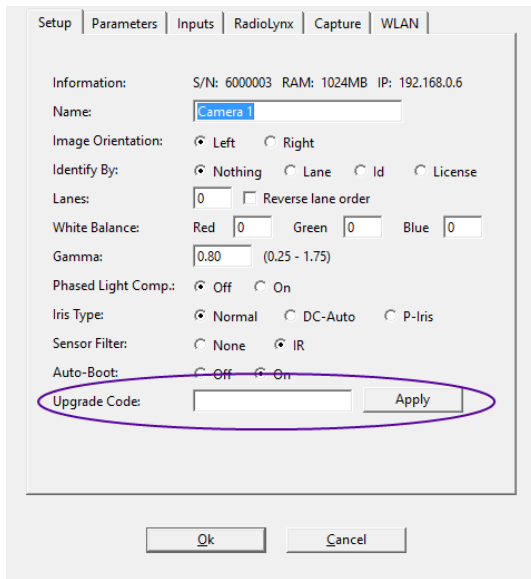 Setup Parameters Inputs RadioLynx Capture WLAN
Information: S/N: 6000003 RAM: 1024MB IP: 192.168.0.6
Name: Camera 1
Image Orientation: Left Right
Identify By: Nothing Lane Id License
Lanes: 0 Reverse lane order
White Balance: Red 0 Green 0 Blue 0
Gamma: 0.80 (0.25 - 1.75)
Phased Light Comp.: Off On
Iris Type: Normal DC-Auto P-Iris
Sensor Filter: None IR
Auto-Boot: Off On
Upgrade Code: Apply
Ok Cancel